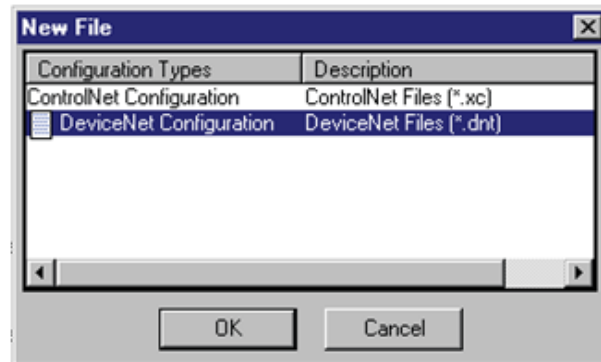 New File
Configuration Types Description
ControlNet Configuration ControlNet Files (*.xc)
DeviceNet Configuration DeviceNet Files (*.dnt)
OK Cancel